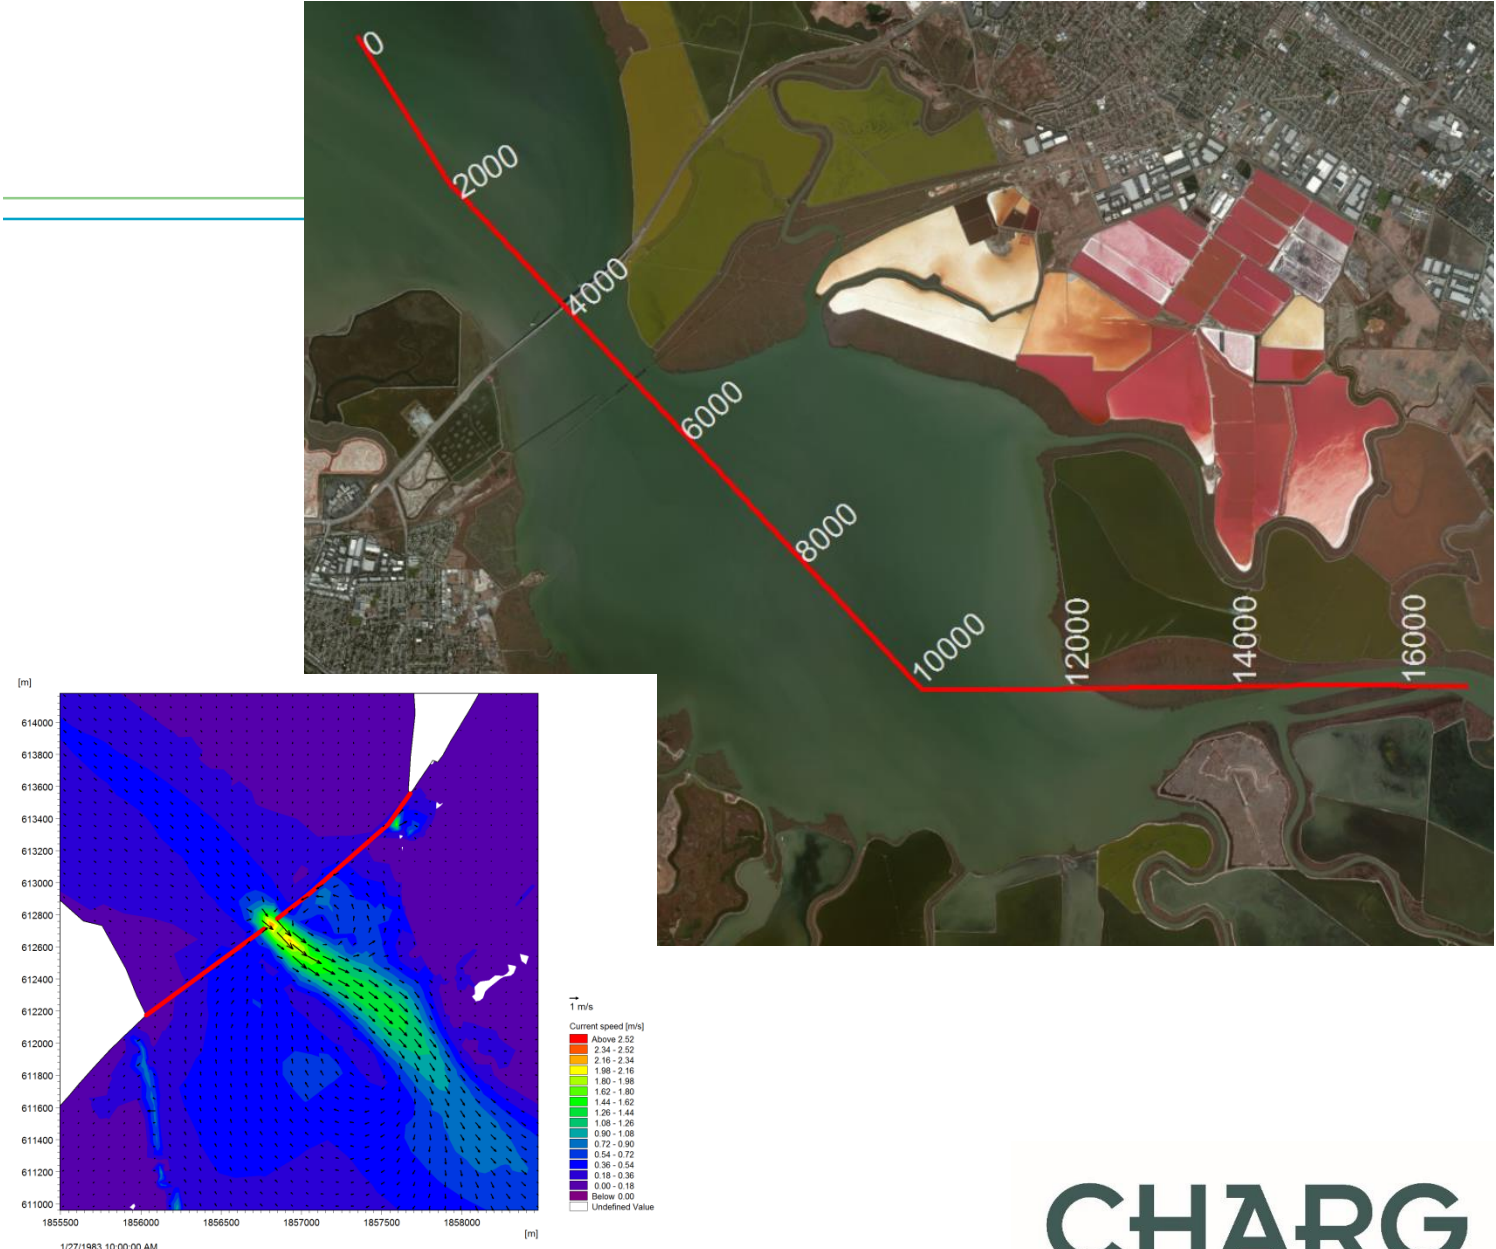 0
2000
4000
6000
8000
10000
12000
14000
16000
[m]
614000
613800
613600
613400
613200
613000
612800
612600
612400
612200
612000
611800
611600
611400
611200
611000
1855500 1856000 1856500 1857000 1857500 1858000
[m]
1/27/1983 10:00:00 AM
1 m/s
Current speed [m/s]
Above 2.52
2.34 - 2.52
2.16 - 2.34
1.98 - 2.16
1.80 - 1.98
1.62 - 1.80
1.44 - 1.62
1.26 - 1.44
1.08 - 1.26
0.90 - 1.08
0.72 - 0.90
0.54 - 0.72
0.36 - 0.54
0.18 - 0.36
0.00 - 0.18
Below 0.00
Undefined Value
CHARG